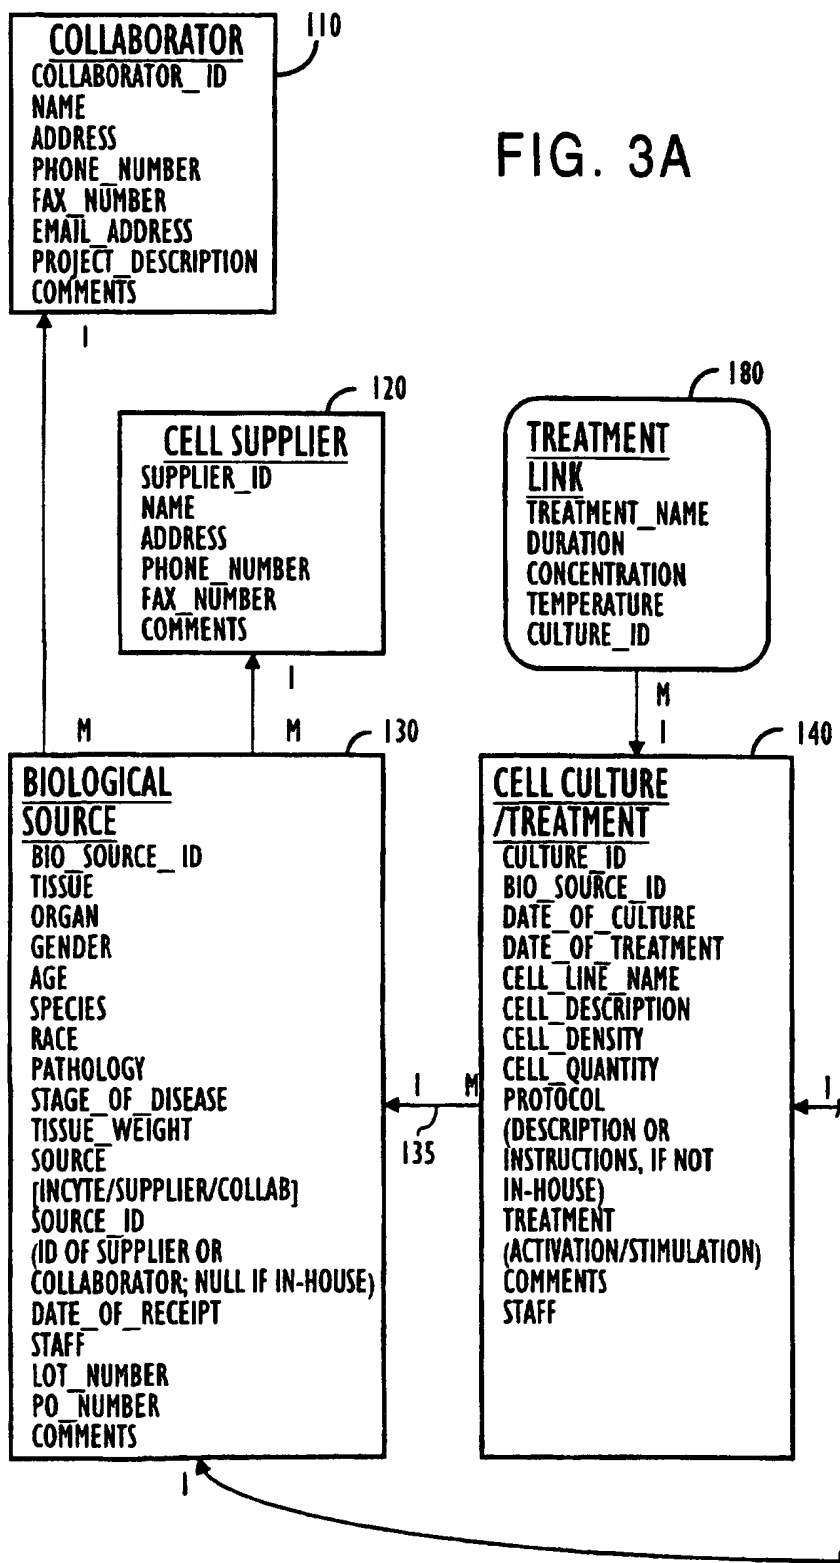 COLLABORATOR
COLLABORATOR_ID
NAME
ADDRESS
PHONE_NUMBER
FAX_NUMBER
EMAIL_ADDRESS
PROJECT_DESCRIPTION
COMMENTS
110
FIG. 3A
1
CELL SUPPLIER
SUPPLIER_ID
NAME
ADDRESS
PHONE_NUMBER
FAX_NUMBER
COMMENTS
120
1
TREATMENT
LINK
TREATMENT_NAME
DURATION
CONCENTRATION
TEMPERATURE
CULTURE_ID
180
M
1
M
M
130
BIOLOGICAL
SOURCE
BIO_SOURCE_ID
TISSUE
ORGAN
GENDER
AGE
SPECIES
RACE
PATHOLOGY
STAGE_OF_DISEASE
TISSUE_WEIGHT
SOURCE
[INCYTE/SUPPLIER/COLLAB]
SOURCE_ID
(ID OF SUPPLIER OR
COLLABORATOR; NULL IF IN-HOUSE)
DATE_OF_RECEIPT
STAFF
LOT_NUMBER
PO_NUMBER
COMMENTS
1
1
M
135
140
CELL CULTURE
/TREATMENT
CULTURE_ID
BIO_SOURCE_ID
DATE_OF_CULTURE
DATE_OF_TREATMENT
CELL_LINE_NAME
CELL_DESCRIPTION
CELL_DENSITY
CELL_QUANTITY
PROTOCOL
(DESCRIPTION OR
INSTRUCTIONS, IF NOT
IN-HOUSE)
TREATMENT
(ACTIVATION/STIMULATION)
COMMENTS
STAFF
1